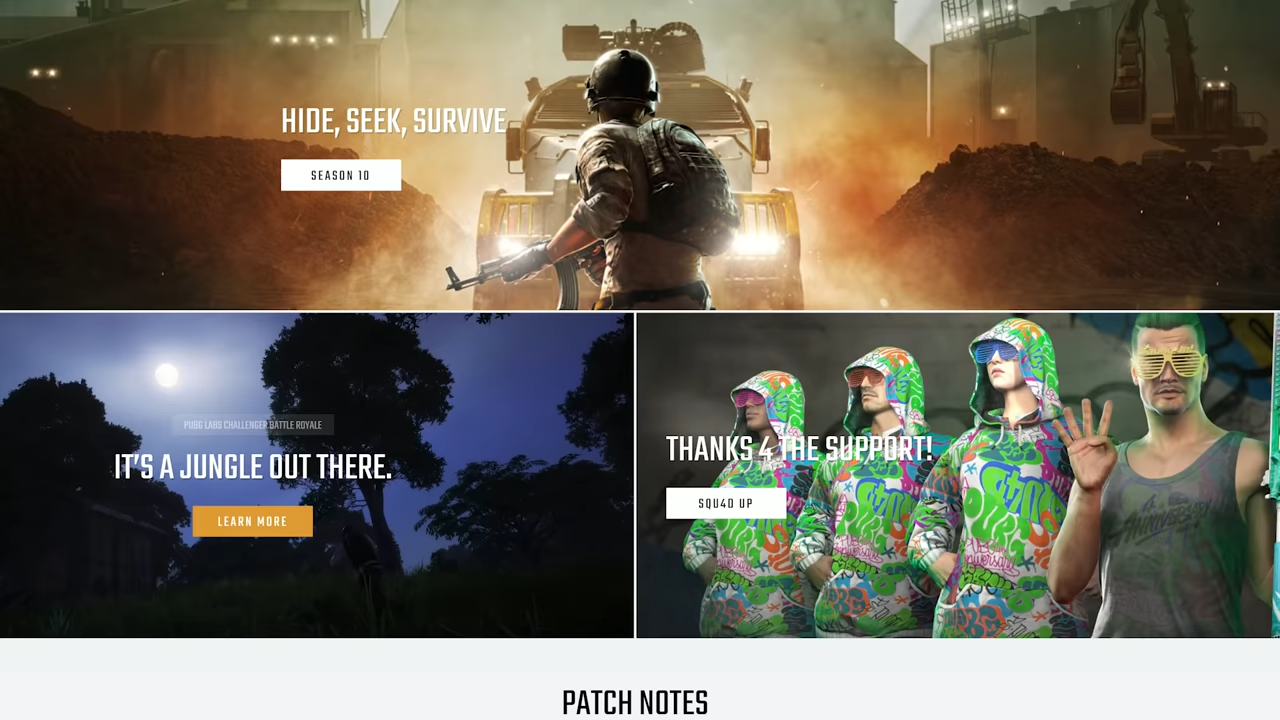 HIDE, SEEK, SURVIVE
SEASON 10
PUBG LABS CHALLENGER BATTLE ROYALE
IT'S A JUNGLE OUT THERE.
LEARN MORE
THANKS 4 THE SUPPORT!
SQU4D UP
PATCH NOTES